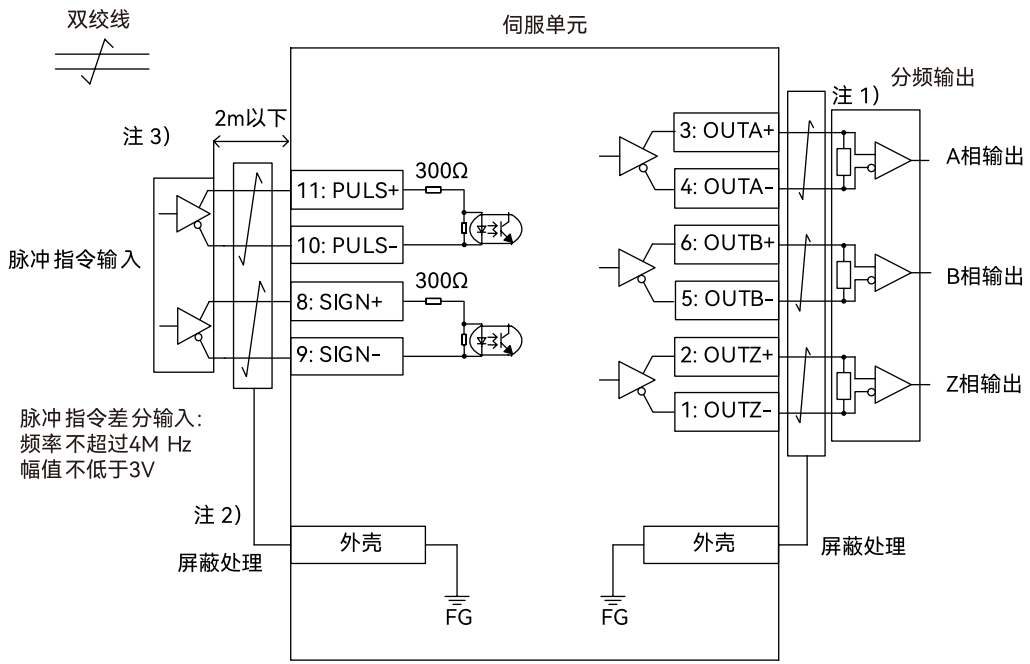 双绞线
伺服单元
分频输出
注 1)
2m以下
注 3)
3: OUTA+
A相输出
4: OUTA-
300Ω
11: PULS+
10: PULS-
脉冲指令输入
6: OUTB+
B相输出
5: OUTB-
300Ω
8: SIGN+
9: SIGN-
2: OUTZ+
Z相输出
1: OUTZ-
脉冲指令差分输入:
频率不超过4M Hz
幅值不低于3V
注 2)
屏蔽处理
外壳
外壳
屏蔽处理
FG
FG